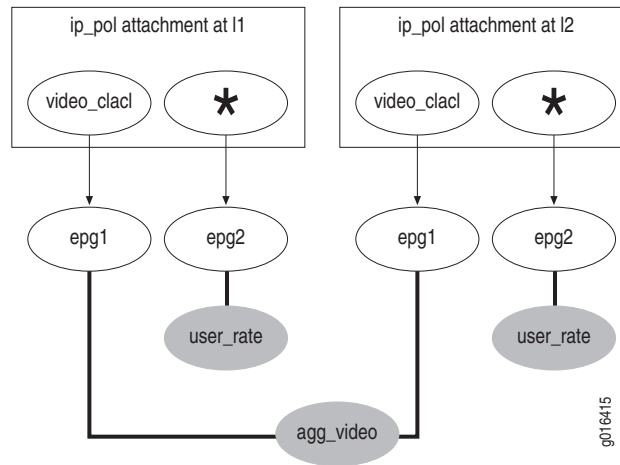 ip_pol attachment at l1
ip_pol attachment at l2
video_clacl
*
video_clacl
*
epg1
epg2
epg1
epg2
user_rate
user_rate
agg_video
g016415